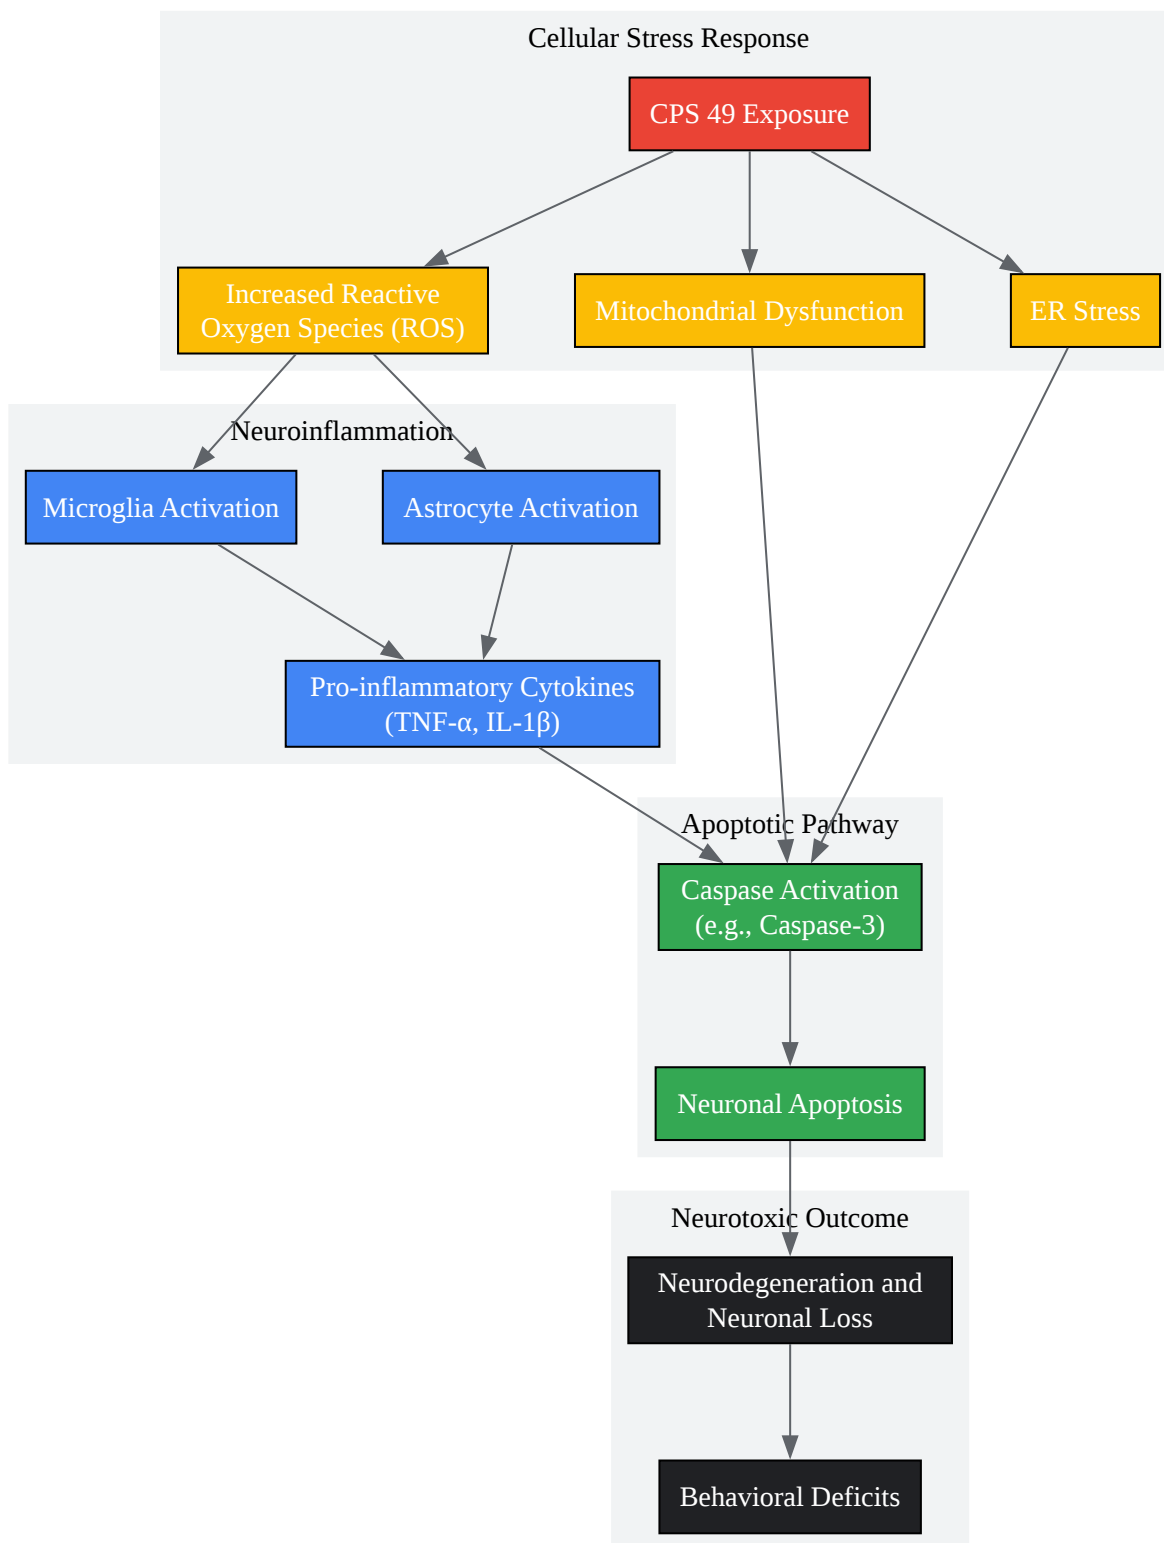 Cellular Stress Response
CPS 49 Exposure
Increased Reactive
Oxygen Species (ROS)
Mitochondrial Dysfunction
ER Stress
Neuroinflammation
Microglia Activation
Astrocyte Activation
Pro-inflammatory Cytokines
(TNF-α, IL-1β)
Apoptotic Pathway
Caspase Activation
(e.g., Caspase-3)
Neuronal Apoptosis
Neurotoxic Outcome
Neurodegeneration and
Neuronal Loss
Behavioral Deficits